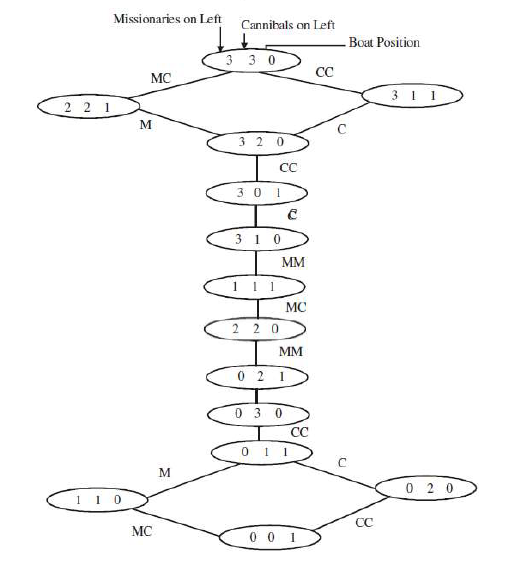 Missionaries on Left
Cannibals on Left
Boat Position
3 3 0
MC
CC
2 2 1
3 1 1
M
C
3 2 0
CC
3 0 1
C
3 1 0
MM
1 1 1
MC
2 2 0
MM
0 2 1
0 3 0
CC
0 1 1
M
C
1 1 0
0 2 0
MC
CC
0 0 1